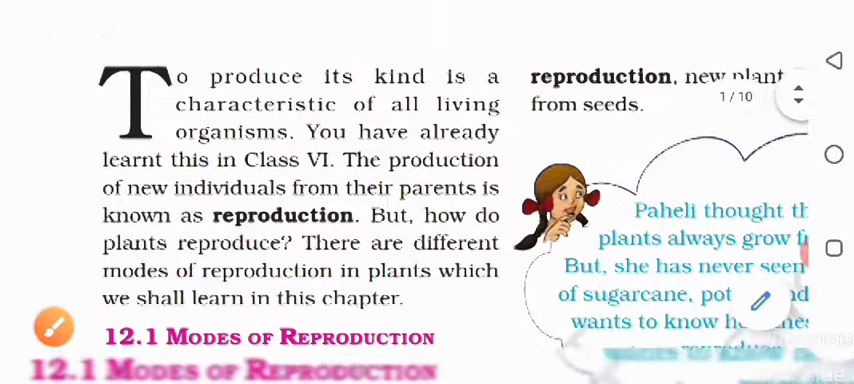 To produce its kind is a
characteristic of all living
organisms. You have already
learnt this in Class VI. The production
of new individuals from their parents is
known as reproduction. But, how do
plants reproduce? There are different
modes of reproduction in plants which
we shall learn in this chapter.
12.1 MODES OF REPRODUCTION
12.1 MODES OF REPRODUCTION
reproduction, new plant
from seeds.
1 / 10
Paheli thought th
plants always grow f
But, she has never seen
of sugarcane, pot
wants to know h